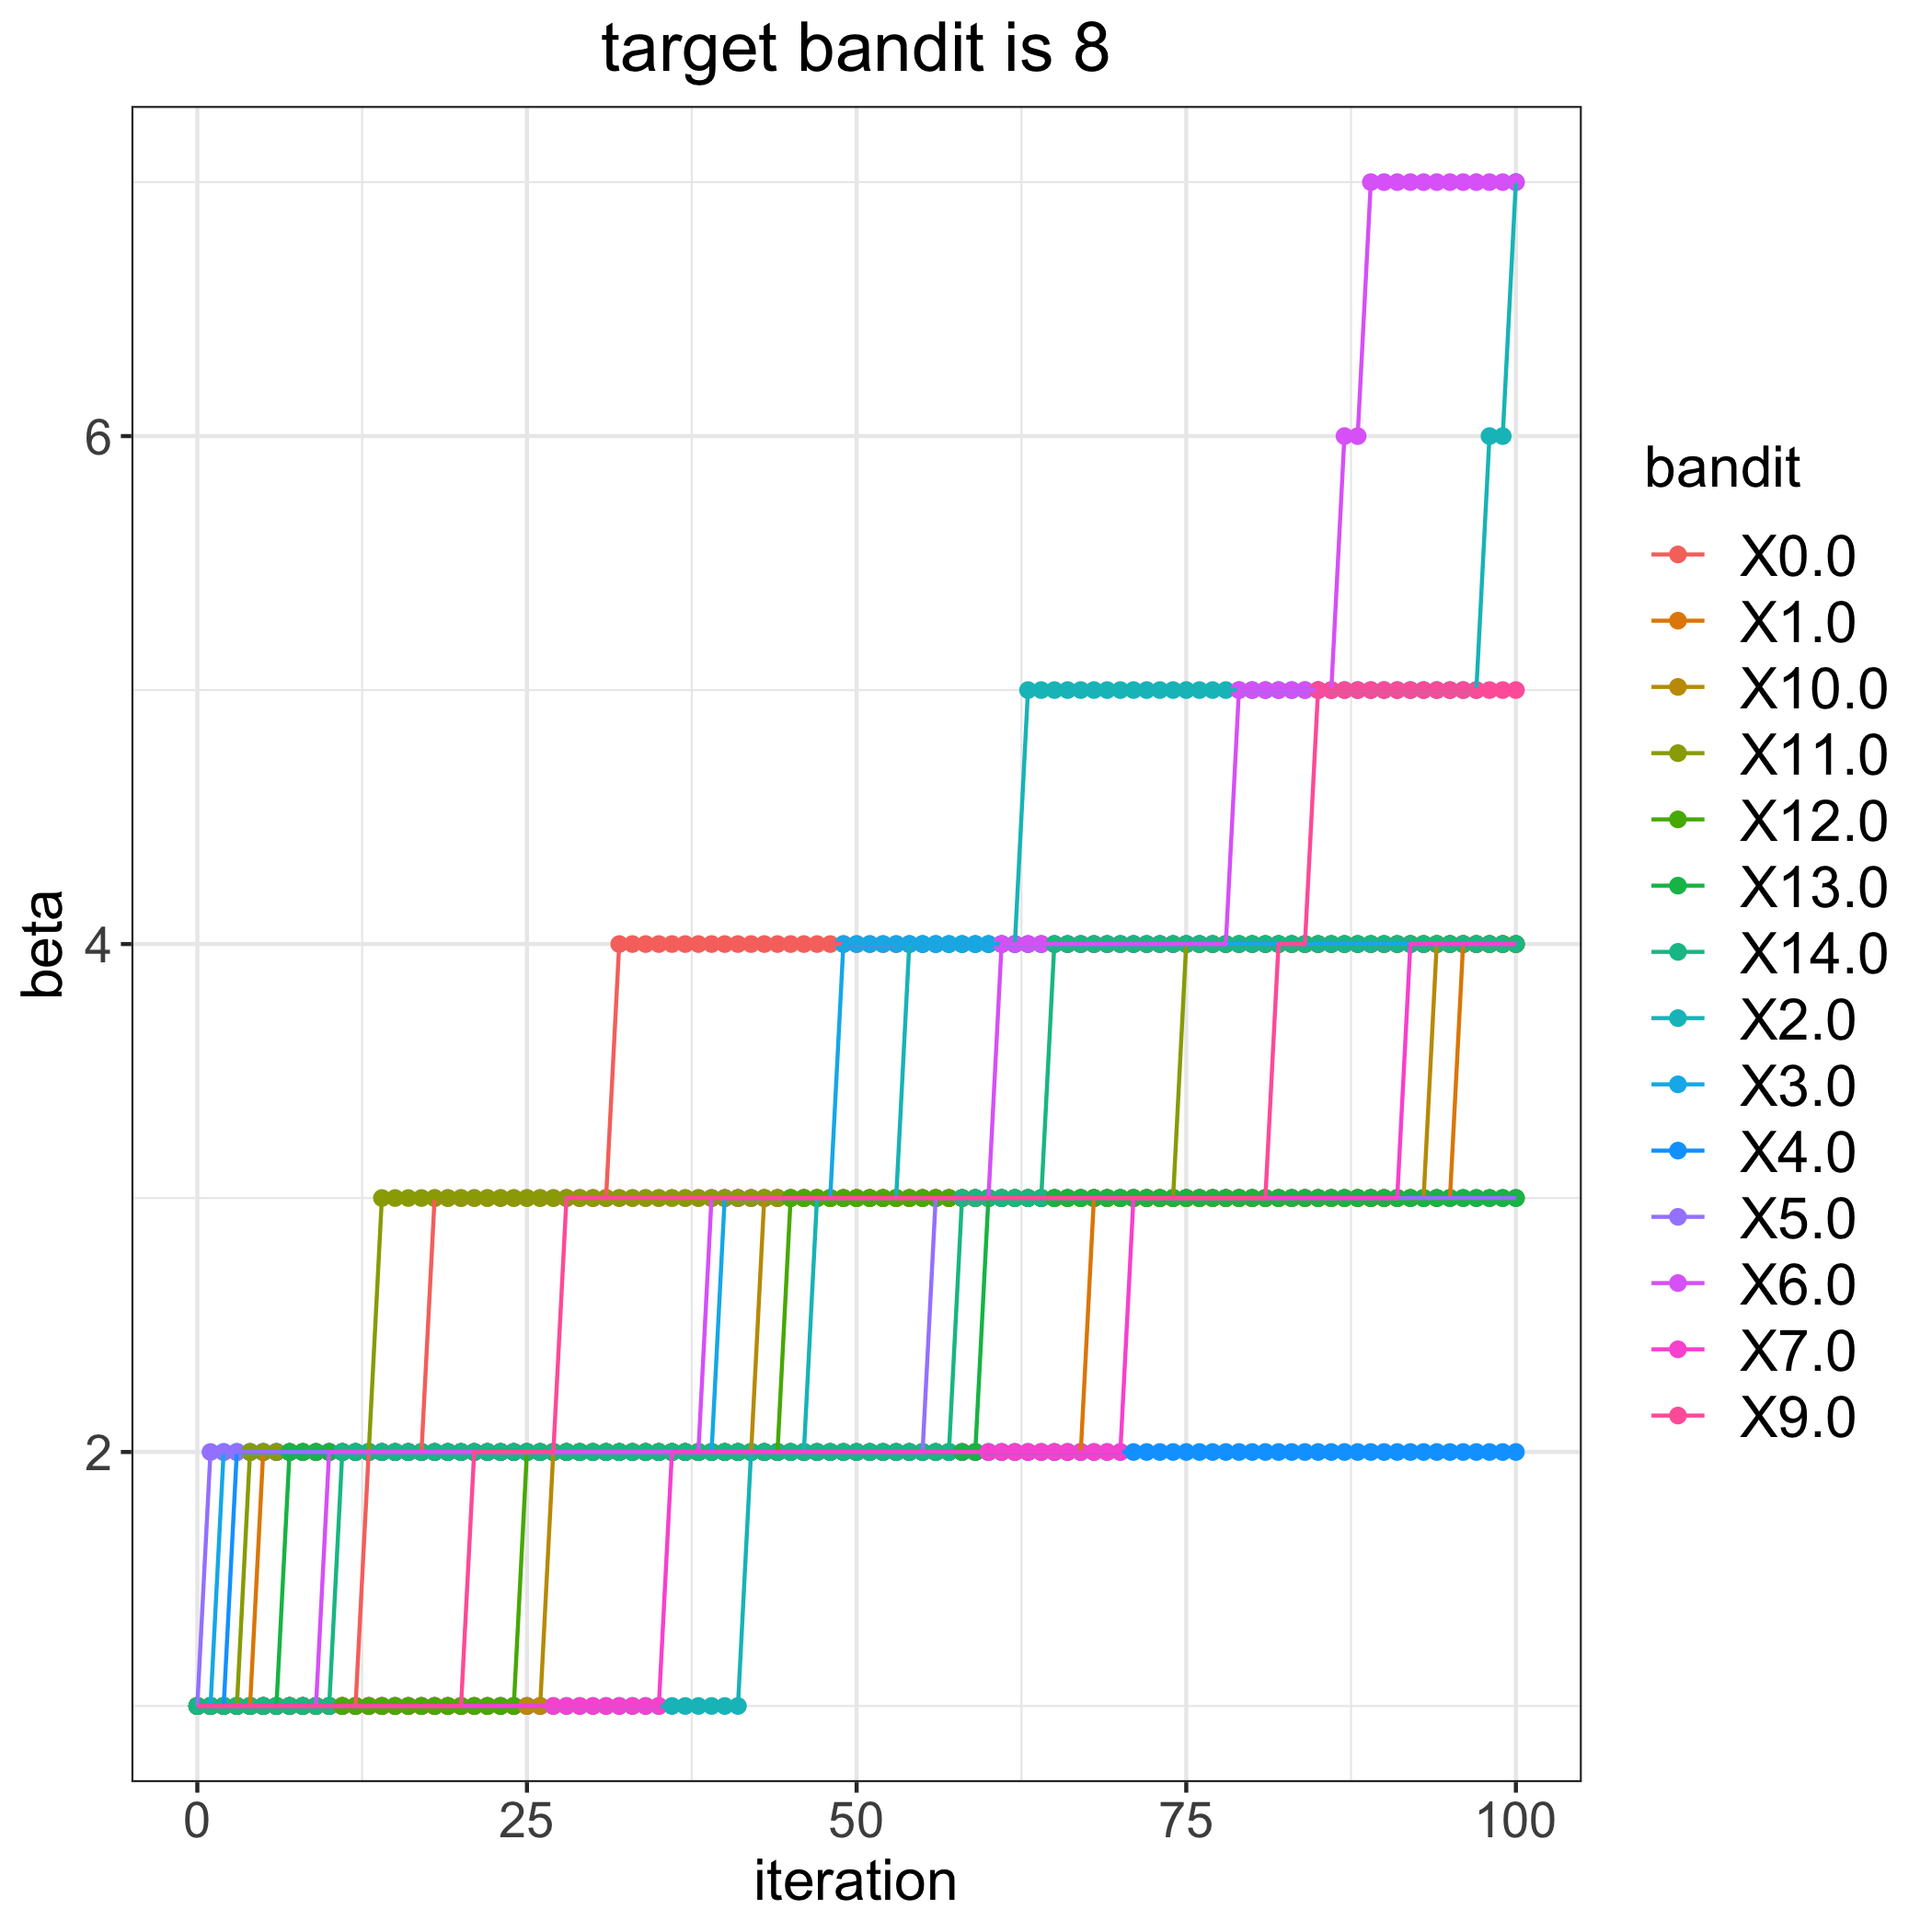 target bandit is 8
beta
6
4
2
0 25 50 75 100
iteration
bandit
X0.0
X1.0
X10.0
X11.0
X12.0
X13.0
X14.0
X2.0
X3.0
X4.0
X5.0
X6.0
X7.0
X9.0